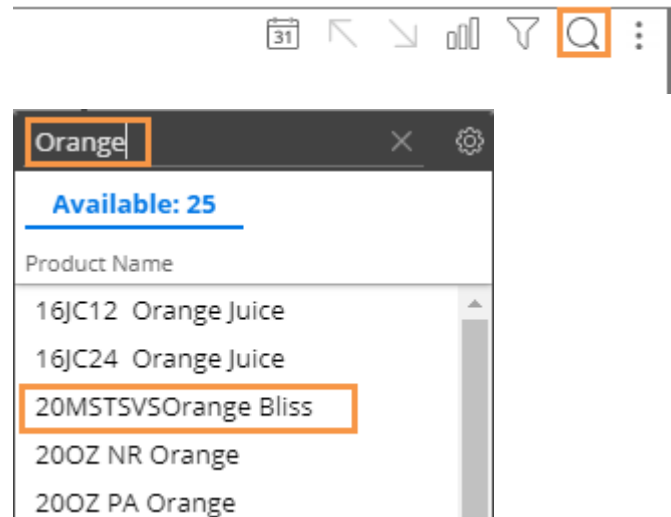 31
Orange
Available: 25
Product Name
16JC12  Orange Juice
16JC24  Orange Juice
20MSTSVSOrange Bliss
20OZ NR Orange
20OZ PA Orange